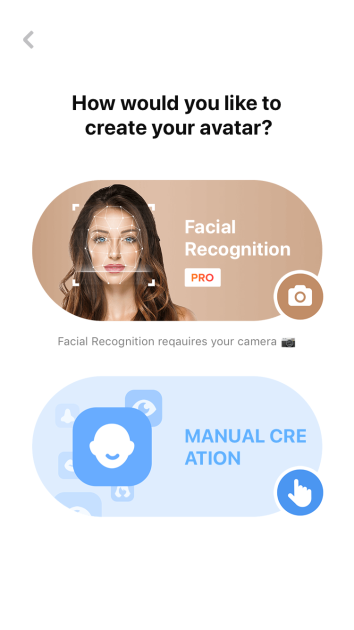 How would you like to
create your avatar?
Facial
Recognition
PRO
Facial Recognition reqauires your camera 📷
MANUAL CRE
ATION